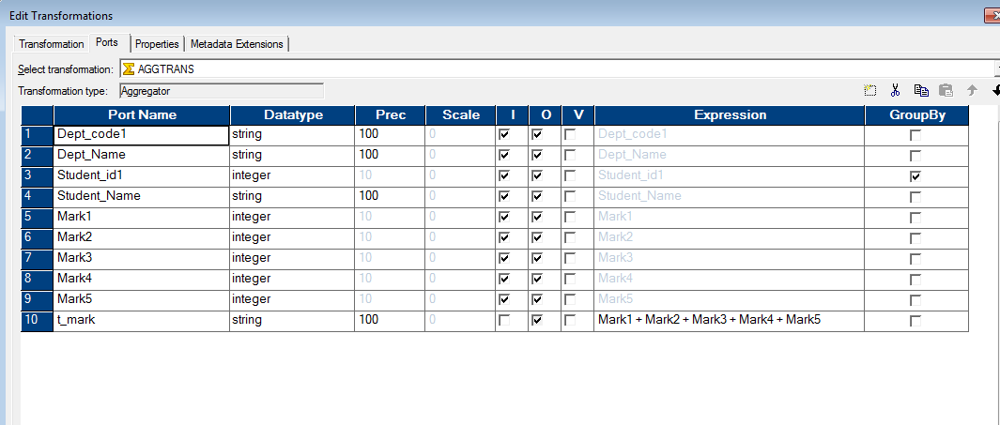 Edit Transformations
Transformation Ports Properties Metadata Extensions
Select transformation: AGGTRANS
Transformation type: Aggregator
Port Name Datatype Prec Scale I O V Expression GroupBy
1 Dept_code1 string 100 0 Dept_code1
2 Dept_Name string 100 0 Dept_Name
3 Student_id1 integer 10 0 Student_id1
4 Student_Name string 100 0 Student_Name
5 Mark1 integer 10 0 Mark1
6 Mark2 integer 10 0 Mark2
7 Mark3 integer 10 0 Mark3
8 Mark4 integer 10 0 Mark4
9 Mark5 integer 10 0 Mark5
10 t_mark string 100 0 Mark1 + Mark2 + Mark3 + Mark4 + Mark5